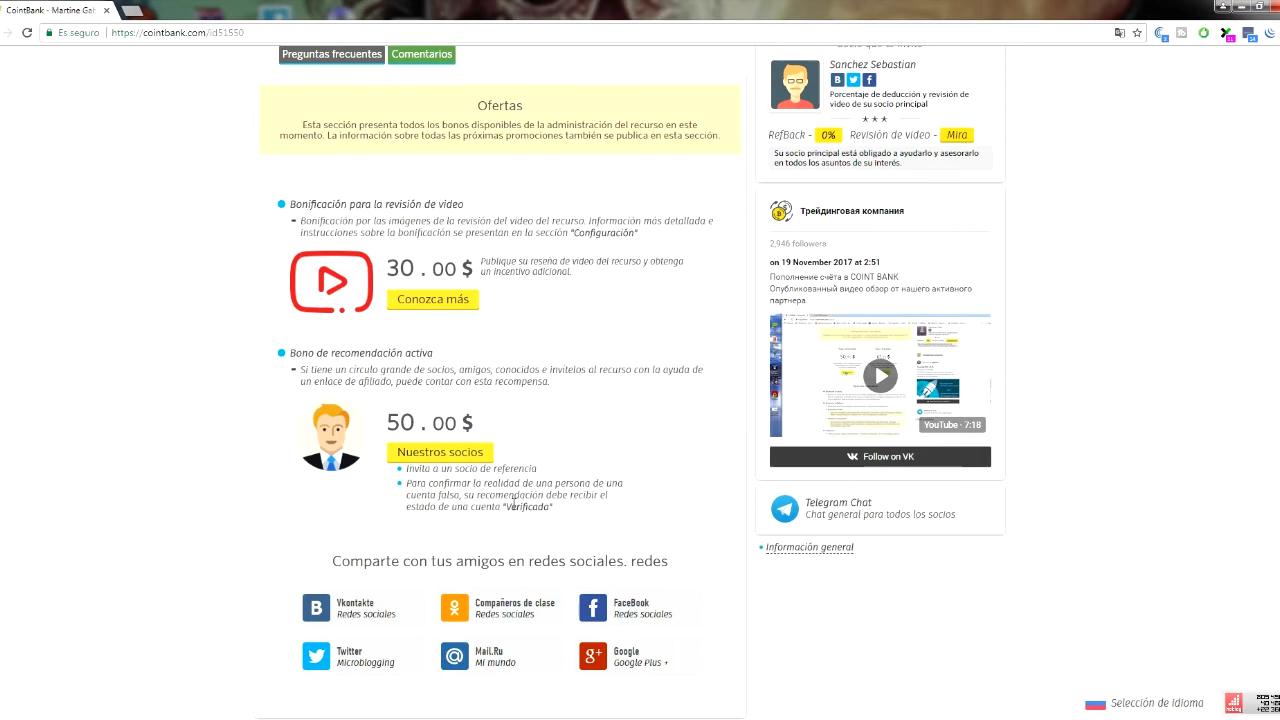 CointBank - Martine Gal
Es seguro
https://cointbank.com/id51550
Preguntas frecuentes
Comentarios
Ofertas
Esta sección presenta todos los bonos disponibles de la administración del recurso en este
momento. La información sobre todas las próximas promociones también se publica en esta sección.
Bonificación para la revisión de video
Bonificación por las imágenes de la revisión del video del recurso. Información más detallada e
instrucciones sobre la bonificación se presentan en la sección "Configuración"
30 . 00 $
Publique su reseña de video del recurso y obtenga
un incentivo adicional.
Conozca más
Bono de recomendación activa
Si tiene un círculo grande de socios, amigos, conocidos e invítelos al recurso con la ayuda de
un enlace de afiliado, puede contar con esta recompensa.
50 . 00 $
Nuestros socios
Invita a un socio de referencia
Para confirmar la realidad de una persona de una
cuenta falsa, su recomendación debe recibir el
estado de una cuenta "Verificada"
Comparte con tus amigos en redes sociales. redes
Vkontakte
Redes sociales
Compañeros de clase
Redes sociales
FaceBook
Redes sociales
Twitter
Microblogging
Mail.Ru
Mi mundo
Google
Google Plus +
Sanchez Sebastian
Porcentaje de deducción y revisión de
video de su socio principal
RefBack - 0% Revisión de video - Mira
Su socio principal está obligado a ayudarlo y asesorarlo
en todos los asuntos de su interés.
Трейдинговая компания
2,946 followers
on 19 November 2017 at 2:51
Пополнение счёта в COINT BANK
Опубликованный видео обзор от нашего активного
партнера
YouTube · 7:18
Follow on VK
Telegram Chat
Chat general para todos los socios
Información general
Selección de idioma